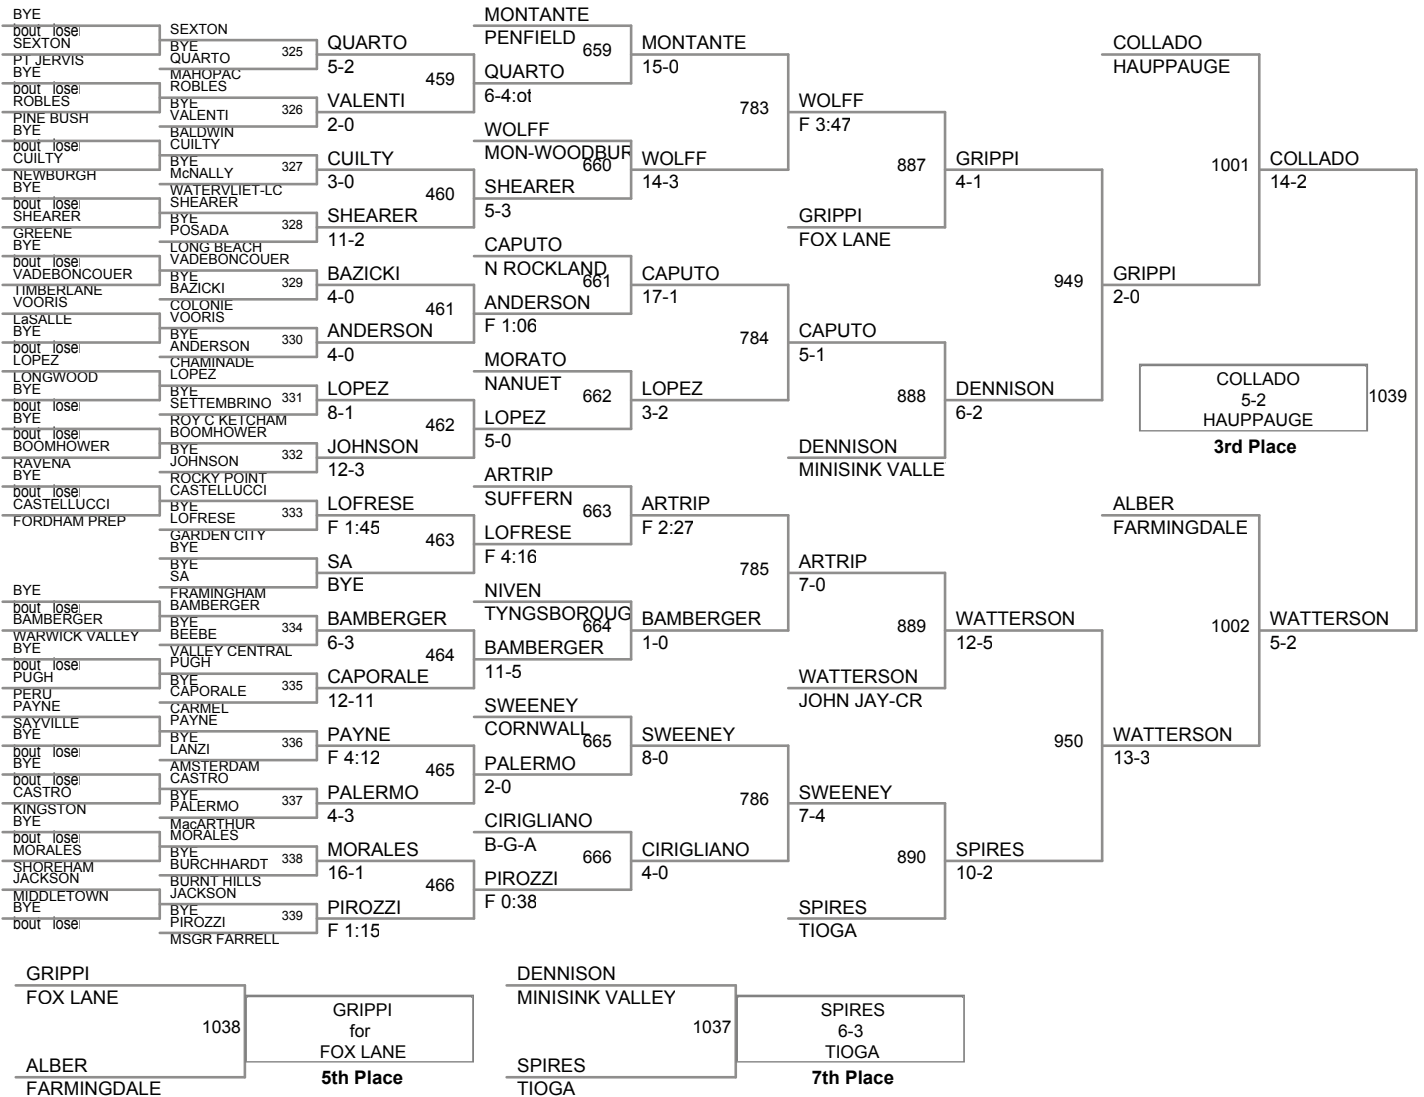 BYE
bout loser
SEXTON
PT JERVIS
BYE
bout loser
ROBLES
PINE BUSH
BYE
bout loser
CUILTY
NEWBURGH
BYE
bout loser
SHEARER
GREENE
BYE
bout loser
VADEBONCOUER
TIMBERLANE
VOORIS
LaSALLE
BYE
bout loser
LOPEZ
LONGWOOD
BYE
bout loser
BYE
bout loser
BOOMHOWER
RAVENA
BYE
bout loser
CASTELLUCCI
FORDHAM PREP
BYE
bout loser
BAMBERGER
WARWICK VALLEY
BYE
bout loser
PUGH
PERU
PAYNE
SAYVILLE
BYE
bout loser
BYE
bout loser
CASTRO
KINGSTON
BYE
bout loser
MORALES
SHOREHAM
JACKSON
MIDDLETOWN
BYE
bout loser
SEXTON
BYE
QUARTO
325
MAHOPAC
ROBLES
BYE
VALENTI
326
BALDWIN
CUILTY
BYE
McNALLY
327
WATERVLIET-LC
SHEARER
BYE
POSADA
328
LONG BEACH
VADEBONCOUER
BYE
BAZICKI
329
COLONIE
VOORIS
BYE
ANDERSON
330
CHAMINADE
LOPEZ
BYE
SETTEMBRINO
331
ROY C KETCHAM
BOOMHOWER
BYE
JOHNSON
332
ROCKY POINT
CASTELLUCCI
BYE
LOFRESE
333
GARDEN CITY
BYE
BYE
SA
FRAMINGHAM
BAMBERGER
BYE
BEEBE
334
VALLEY CENTRAL
PUGH
BYE
CAPORALE
335
CARMEL
PAYNE
BYE
LANZI
336
AMSTERDAM
CASTRO
BYE
PALERMO
337
MacARTHUR
MORALES
BYE
BURCHHARDT
338
BURNT HILLS
JACKSON
BYE
PIROZZI
339
MSGR FARRELL
QUARTO
5-2
459
VALENTI
2-0
CUILTY
3-0
460
SHEARER
11-2
BAZICKI
4-0
461
ANDERSON
4-0
LOPEZ
8-1
462
JOHNSON
12-3
LOFRESE
F 1:45
463
SA
BYE
BAMBERGER
6-3
464
CAPORALE
12-11
PAYNE
F 4:12
465
PALERMO
4-3
MORALES
16-1
466
PIROZZI
F 1:15
MONTANTE
PENFIELD
659
QUARTO
6-4:ot
WOLFF
MON-WOODBUR
660
SHEARER
5-3
CAPUTO
N ROCKLAND
661
ANDERSON
F 1:06
MORATO
NANUET
662
LOPEZ
5-0
ARTRIP
SUFFERN
663
LOFRESE
F 4:16
NIVEN
TYNGSBOROUG
664
BAMBERGER
11-5
SWEENEY
CORNWALL
665
PALERMO
2-0
CIRIGLIANO
B-G-A
666
PIROZZI
F 0:38
MONTANTE
15-0
783
WOLFF
14-3
CAPUTO
17-1
784
LOPEZ
3-2
ARTRIP
F 2:27
785
BAMBERGER
1-0
SWEENEY
8-0
786
CIRIGLIANO
4-0
WOLFF
F 3:47
887
GRIPPI
FOX LANE
CAPUTO
5-1
888
DENNISON
MINISINK VALLE
ARTRIP
7-0
889
WATTERSON
JOHN JAY-CR
SWEENEY
7-4
890
SPIRES
TIOGA
GRIPPI
4-1
949
DENNISON
6-2
WATTERSON
12-5
950
SPIRES
10-2
COLLADO
HAUPPAUGE
1001
GRIPPI
2-0
ALBER
FARMINGDALE
1002
WATTERSON
13-3
COLLADO
14-2
1039
WATTERSON
5-2
COLLADO
5-2
HAUPPAUGE
3rd Place
GRIPPI
FOX LANE
1038
ALBER
FARMINGDALE
GRIPPI
for
FOX LANE
5th Place
DENNISON
MINISINK VALLEY
1037
SPIRES
TIOGA
SPIRES
6-3
TIOGA
7th Place